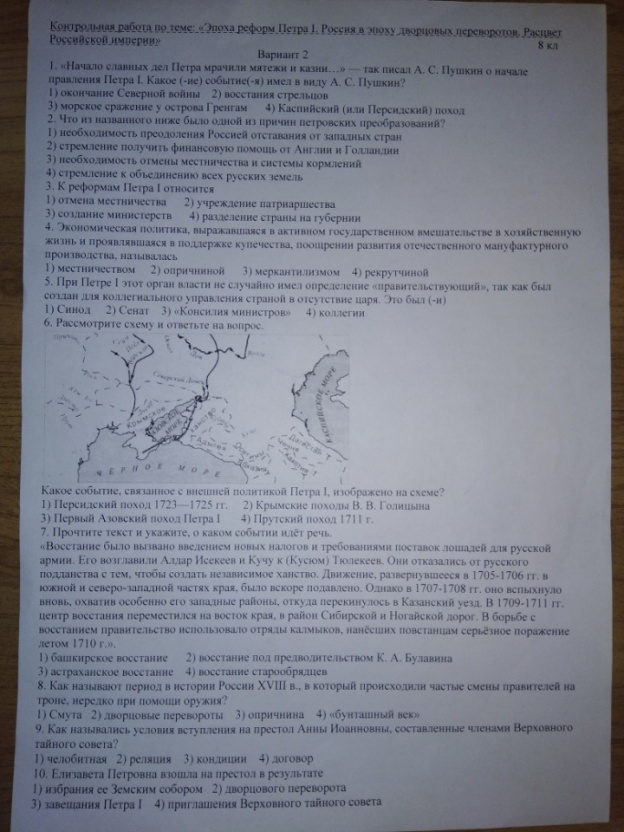 Контрольная работа по теме: «Эпоха реформ Петра I. Россия в эпоху дворцовых переворотов. Расцвет
Российской империи»
8 кл
Вариант 2
1. «Начало славных дел Петра мрачили мятежи и казни…» — так писал А. С. Пушкин о начале
правления Петра I. Какое (-ие) событие(-я) имел в виду А. С. Пушкин?
1) окончание Северной войны 2) восстания стрельцов
3) морское сражение у острова Гренгам 4) Каспийский (или Персидский) поход
2. Что из названного ниже было одной из причин петровских преобразований?
1) необходимость преодоления Россией отставания от западных стран
2) стремление получить финансовую помощь от Англии и Голландии
3) необходимость отмены местничества и системы кормлений
4) стремление к объединению всех русских земель
3. К реформам Петра I относится
1) отмена местничества 2) учреждение патриаршества
3) создание министерств 4) разделение страны на губернии
4. Экономическая политика, выражавшаяся в активном государственном вмешательстве в хозяйственную
жизнь и проявлявшаяся в поддержке купечества, поощрении развития отечественного мануфактурного
производства, называлась
1) местничеством 2) опричниной 3) меркантилизмом 4) рекрутчиной
5. При Петре I этот орган власти не случайно имел определение «правительствующий», так как был
создан для коллегиального управления страной в отсутствие царя. Это был (-и)
1) Синод 2) Сенат 3) «Консилия министров» 4) коллегии
6. Рассмотрите схему и ответьте на вопрос.
Крымское ханство
КАСПИЙСКОЕ МОРЕ
ЧЁРНОЕ МОРЕ
Какое событие, связанное с внешней политикой Петра I, изображено на схеме?
1) Персидский поход 1723—1725 гг. 2) Крымские походы В. В. Голицына
3) Первый Азовский поход Петра I 4) Прутский поход 1711 г.
7. Прочтите текст и укажите, о каком событии идёт речь.
«Восстание было вызвано введением новых налогов и требованиями поставок лошадей для русской
армии. Его возглавили Алдар Исекеев и Кучу к (Кусюм) Тюлекеев. Они отказались от русского
подданства с тем, чтобы создать независимое ханство. Движение, развернувшееся в 1705-1706 гг. в
южной и северо-западной частях края, было вскоре подавлено. Однако в 1707-1708 гг. оно вспыхнуло
вновь, охватив особенно его западные районы, откуда перекинулось в Казанский уезд. В 1709-1711 гг.
центр восстания переместился на восток края, в район Сибирской и Ногайской дорог. В борьбе с
восстанием правительство использовало отряды калмыков, нанёсших повстанцам серьёзное поражение
летом 1710 г.».
1) башкирское восстание 2) восстание под предводительством К. А. Булавина
3) астраханское восстание 4) восстание старообрядцев
8. Как называют период в истории России XVIII в., в который происходили частые смены правителей на
троне, нередко при помощи оружия?
1) Смута 2) дворцовые перевороты 3) опричнина 4) «бунташный век»
9. Как назывались условия вступления на престол Анны Иоанновны, составленные членами Верховного
тайного совета?
1) челобитная 2) реляция 3) кондиции 4) договор
10. Елизавета Петровна взошла на престол в результате
1) избрания ее Земским собором 2) дворцового переворота
3) завещания Петра I 4) приглашения Верховного тайного совета